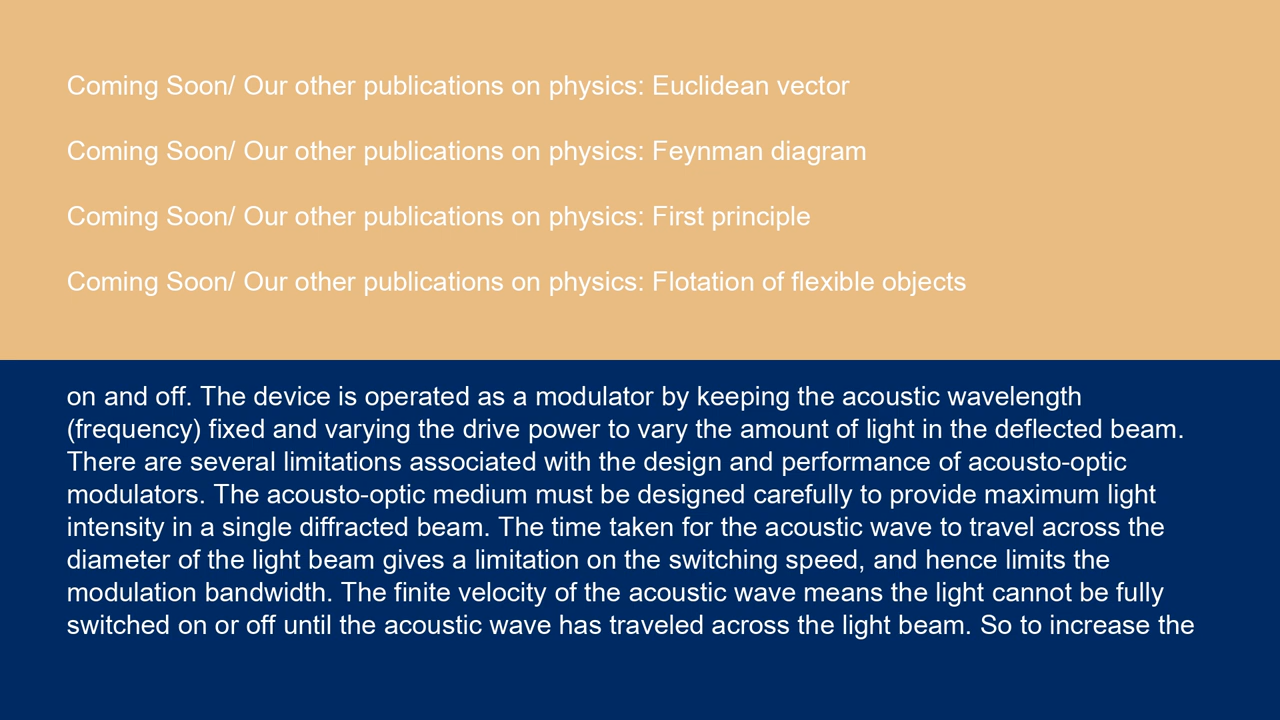 Coming Soon/ Our other publications on physics: Euclidean vector
Coming Soon/ Our other publications on physics: Feynman diagram
Coming Soon/ Our other publications on physics: First principle
Coming Soon/ Our other publications on physics: Flotation of flexible objects
on and off. The device is operated as a modulator by keeping the acoustic wavelength
(frequency) fixed and varying the drive power to vary the amount of light in the deflected beam.
There are several limitations associated with the design and performance of acousto-optic
modulators. The acousto-optic medium must be designed carefully to provide maximum light
intensity in a single diffracted beam. The time taken for the acoustic wave to travel across the
diameter of the light beam gives a limitation on the switching speed, and hence limits the
modulation bandwidth. The finite velocity of the acoustic wave means the light cannot be fully
switched on or off until the acoustic wave has traveled across the light beam. So to increase the